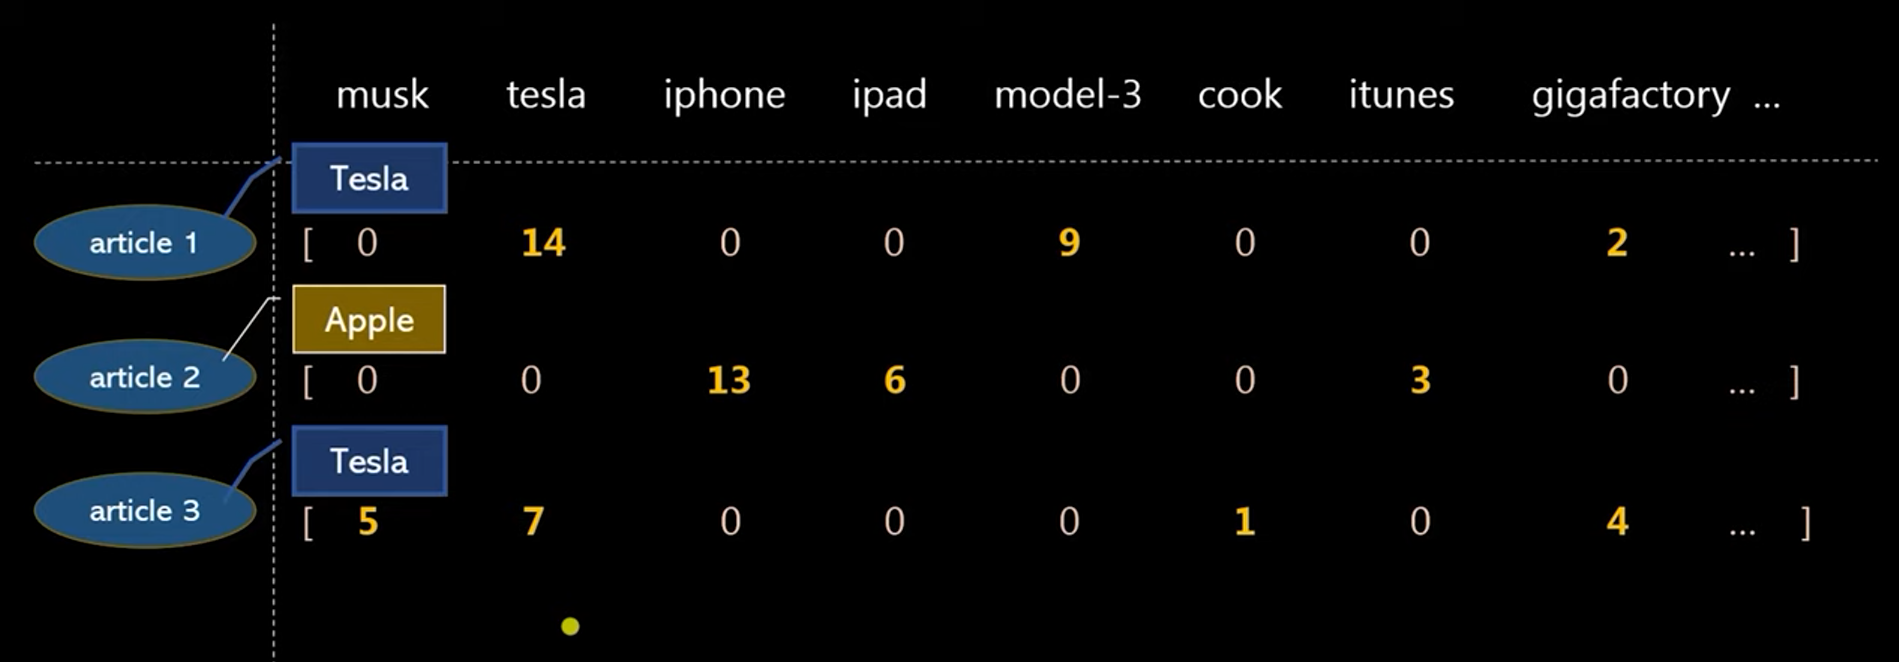 musk tesla iphone ipad model-3 cook itunes gigafactory ...
Tesla
article 1 [ 0 14 0 0 9 0 0 2 ... ]
Apple
article 2 [ 0 0 13 6 0 0 3 0 ... ]
Tesla
article 3 [ 5 7 0 0 0 1 0 4 ... ]